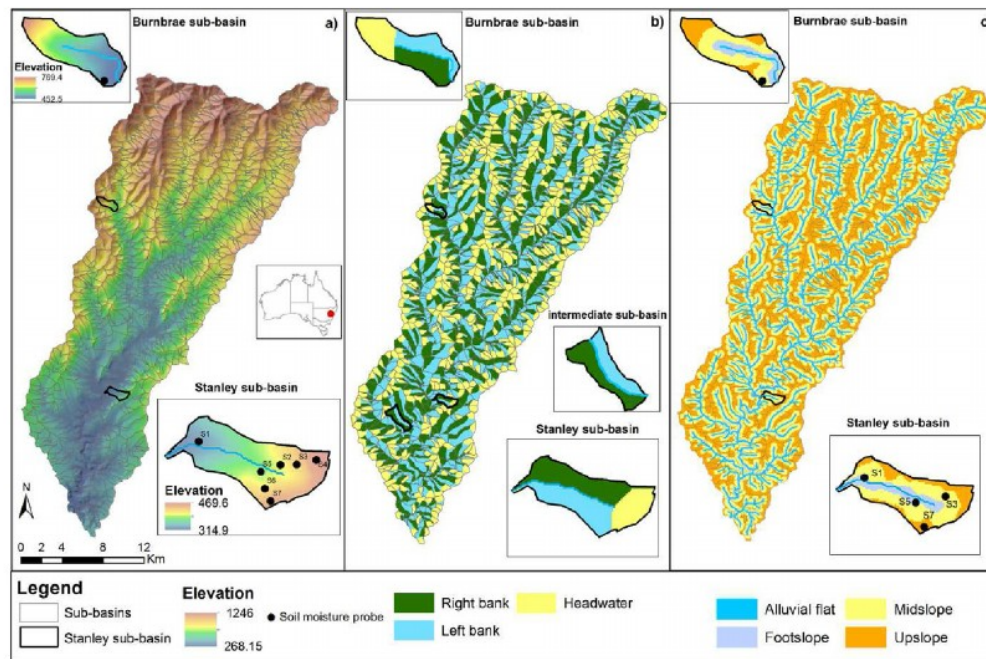 Burnbrae sub-basin
a)
Elevation
769.4
452.5
Stanley sub-basin
S1
S5
S2
S3
S4
S6
S7
Elevation
469.6
314.9
N
0 2 4 8 12
Km
Burnbrae sub-basin
b)
intermediate sub-basin
Stanley sub-basin
Burnbrae sub-basin
Stanley sub-basin
S1
S5
S3
S7
Legend
Sub-basins
Stanley sub-basin
Elevation
1246
268.15
Soil moisture probe
Right bank
Left bank
Headwater
Alluvial flat
Footslope
Midslope
Upslope